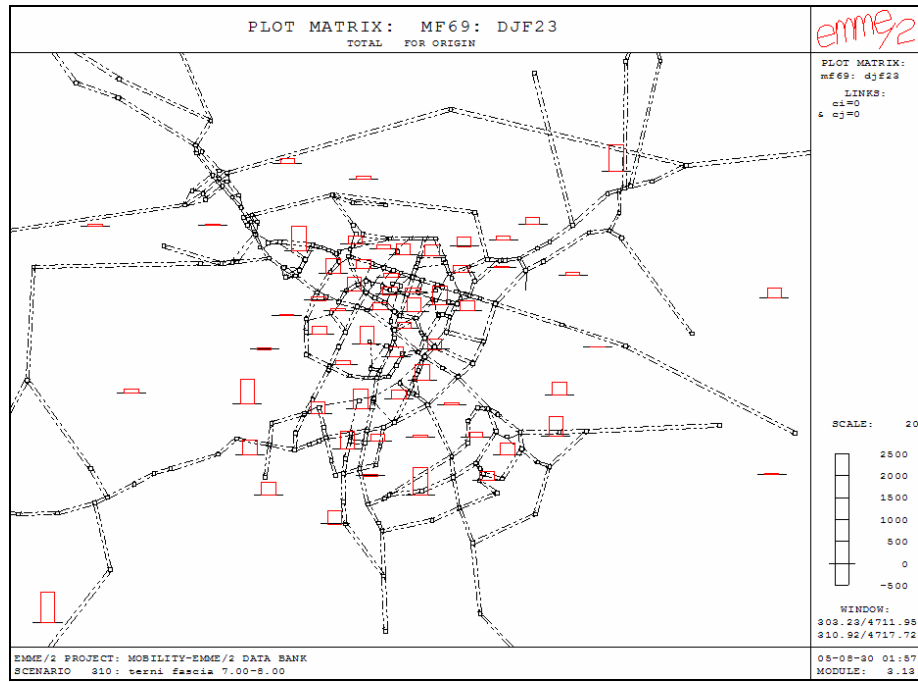 PLOT MATRIX: MF69: DJF23
TOTAL FOR ORIGIN
emme/2
PLOT MATRIX:
mf69: djf23
LINKS:
ci=0
& cj=0
SCALE: 20
2500
2000
1500
1000
500
0
-500
WINDOW:
303.23/4711.95
310.92/4717.72
EMME/2 PROJECT: MOBILITY-EMME/2 DATA BANK
SCENARIO 310: terni fascia 7.00-8.00
05-08-30 01:57
MODULE: 3.13